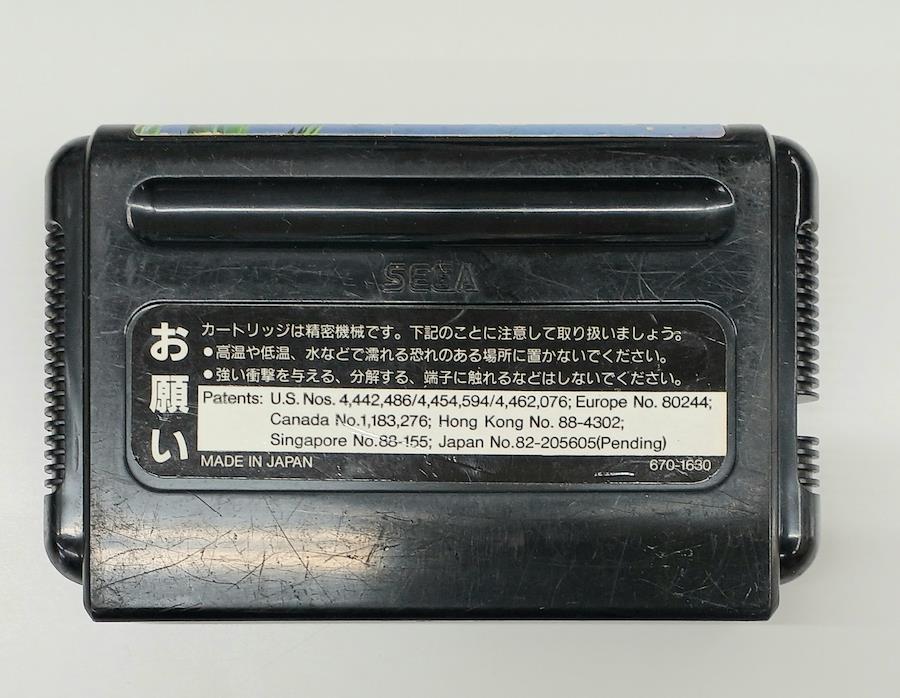 SEGA
お願い
カートリッジは精密機械です。下記のことに注意して取り扱いましょう。
●高温や低温、水などで濡れる恐れのある場所に置かないでください。
●強い衝撃を与える、分解する、端子に触れるなどはしないでください。
Patents: U.S. Nos. 4,442,486/4,454,594/4,462,076; Europe No. 80244;
Canada No.1,183,276; Hong Kong No. 88-4302;
Singapore No.88-155; Japan No.82-205605(Pending)
MADE IN JAPAN
670-1630